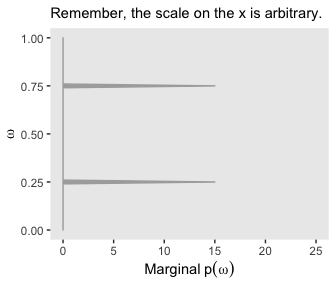 Remember, the scale on the x is arbitrary.
1.00
0.75
ω
0.50
0.25
0.00
0 5 10 15 20 25
Marginal p(ω)